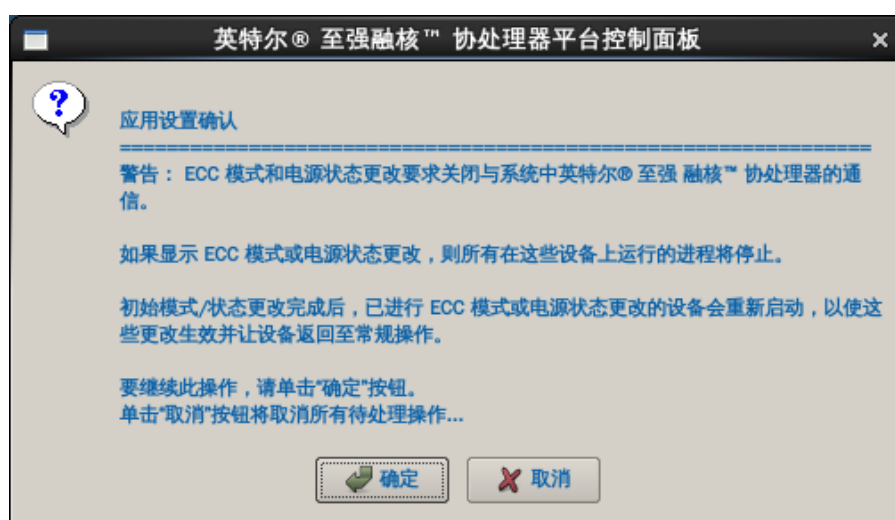 英特尔® 至强融核™ 协处理器平台控制面板
应用设置确认
警告： ECC 模式和电源状态更改要求关闭与系统中英特尔® 至强 融核™ 协处理器的通
信。
如果显示 ECC 模式或电源状态更改，则所有在这些设备上运行的进程将停止。
初始模式/状态更改完成后，已进行 ECC 模式或电源状态更改的设备会重新启动，以使这
些更改生效并让设备返回至常规操作。
要继续此操作，请单击“确定”按钮。
单击“取消”按钮将取消所有待处理操作...
确定 取消